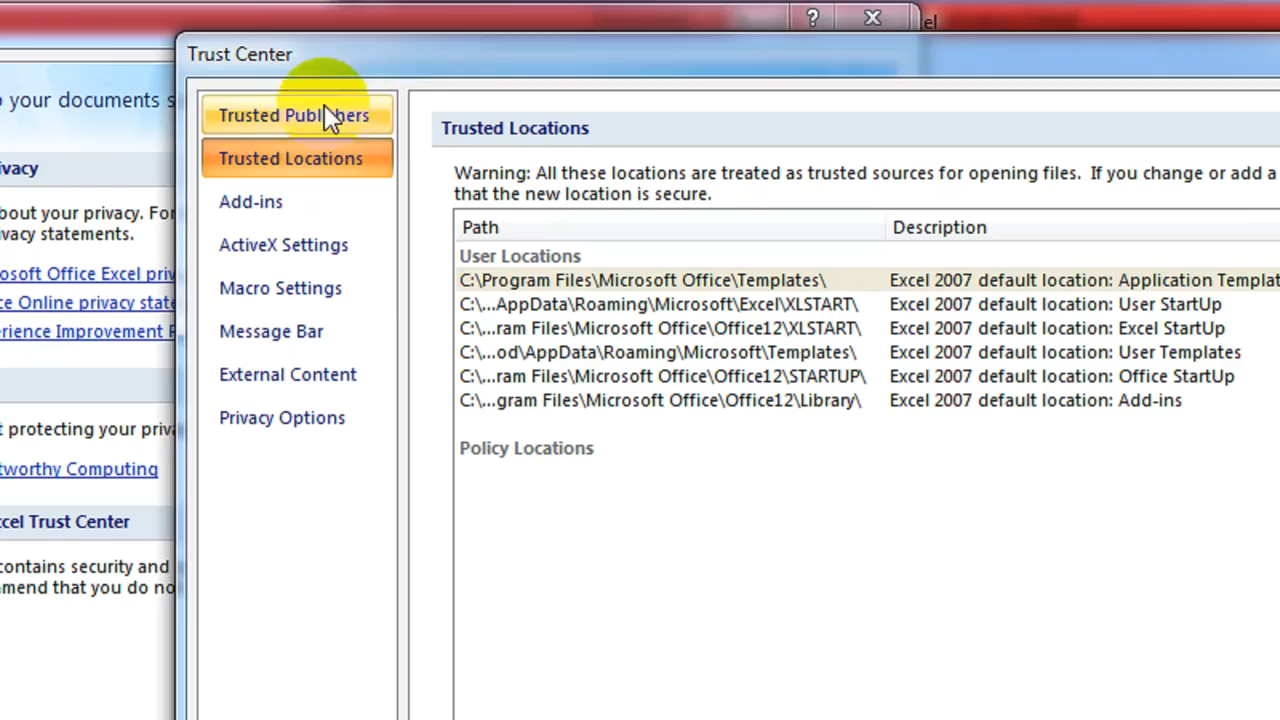 el
Trust Center
o your documents s
ivacy
bout your privacy. For
ivacy statements.
osoft Office Excel priv
ce Online privacy state
erience Improvement P
t protecting your priva
tworthy Computing
cel Trust Center
contains security and
mend that you do no
Trusted Publishers
Trusted Locations
Add-ins
ActiveX Settings
Macro Settings
Message Bar
External Content
Privacy Options
Trusted Locations
Warning: All these locations are treated as trusted sources for opening files. If you change or add a
that the new location is secure.
Path Description
User Locations
C:\Program Files\Microsoft Office\Templates\ Excel 2007 default location: Application Templat
C:\...AppData\Roaming\Microsoft\Excel\XLSTART\ Excel 2007 default location: User StartUp
C:\...ram Files\Microsoft Office\Office12\XLSTART\ Excel 2007 default location: Excel StartUp
C:\...od\AppData\Roaming\Microsoft\Templates\ Excel 2007 default location: User Templates
C:\...ram Files\Microsoft Office\Office12\STARTUP\ Excel 2007 default location: Office StartUp
C:\...gram Files\Microsoft Office\Office12\Library\ Excel 2007 default location: Add-ins
Policy Locations